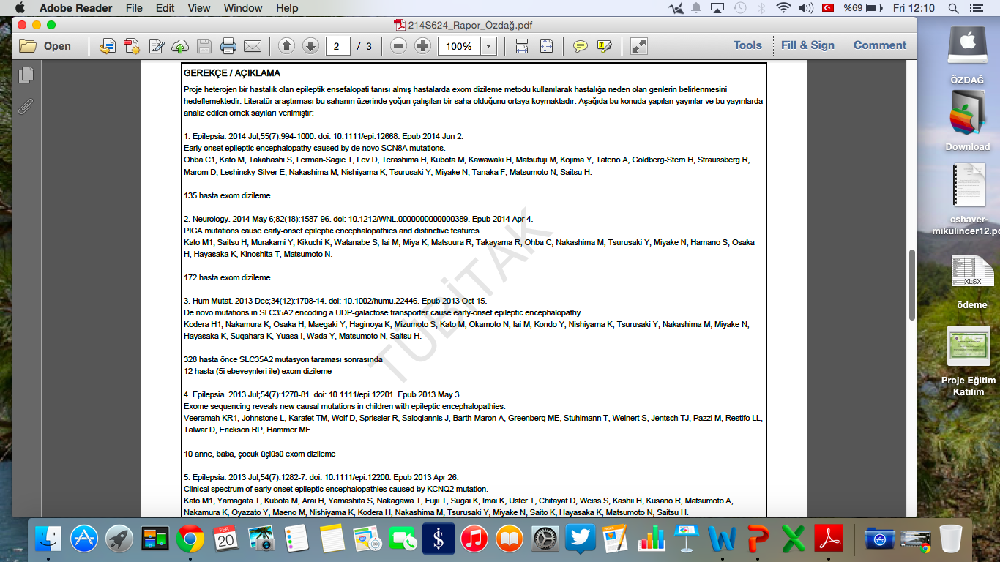 Adobe Reader File Edit View Window Help
%69 Fri 12:10
214S624_Rapor_Özdağ.pdf
Open 2 / 3 100% Tools Fill & Sign Comment
GEREKÇE / AÇIKLAMA
Proje heterojen bir hastalık olan epileptik ensefalopati tanısı almış hastalarda exom dizileme metodu kullanılarak hastalığa neden olan genlerin belirlenmesini
hedeflemektedir. Literatür araştırması bu sahanın üzerinde yoğun çalışılan bir saha olduğunu ortaya koymaktadır. Aşağıda bu konuda yapılan yayınlar ve bu yayınlarda
analiz edilen örnek sayıları verilmiştir:
1. Epilepsia. 2014 Jul;55(7):994-1000. doi: 10.1111/epi.12668. Epub 2014 Jun 2.
Early onset epileptic encephalopathy caused by de novo SCN8A mutations.
Ohba C1, Kato M, Takahashi S, Lerman-Sagie T, Lev D, Terashima H, Kubota M, Kawawaki H, Matsufuji M, Kojima Y, Tateno A, Goldberg-Stern H, Straussberg R,
Marom D, Leshinsky-Silver E, Nakashima M, Nishiyama K, Tsurusaki Y, Miyake N, Tanaka F, Matsumoto N, Saitsu H.
135 hasta exom dizileme
2. Neurology. 2014 May 6;82(18):1587-96. doi: 10.1212/WNL.0000000000000389. Epub 2014 Apr 4.
PIGA mutations cause early-onset epileptic encephalopathies and distinctive features.
Kato M1, Saitsu H, Murakami Y, Kikuchi K, Watanabe S, Iai M, Miya K, Matsuura R, Takayama R, Ohba C, Nakashima M, Tsurusaki Y, Miyake N, Hamano S, Osaka
H, Hayasaka K, Kinoshita T, Matsumoto N.
172 hasta exom dizileme
3. Hum Mutat. 2013 Dec;34(12):1708-14. doi: 10.1002/humu.22446. Epub 2013 Oct 15.
De novo mutations in SLC35A2 encoding a UDP-galactose transporter cause early-onset epileptic encephalopathy.
Kodera H1, Nakamura K, Osaka H, Maegaki Y, Haginoya K, Mizumoto S, Kato M, Okamoto N, Iai M, Kondo Y, Nishiyama K, Tsurusaki Y, Nakashima M, Miyake N,
Hayasaka K, Sugahara K, Yuasa I, Wada Y, Matsumoto N, Saitsu H.
328 hasta önce SLC35A2 mutasyon taraması sonrasında
12 hasta (5i ebeveynleri ile) exom dizileme
4. Epilepsia. 2013 Jul;54(7):1270-81. doi: 10.1111/epi.12201. Epub 2013 May 3.
Exome sequencing reveals new causal mutations in children with epileptic encephalopathies.
Veeramah KR1, Johnstone L, Karafet TM, Wolf D, Sprissler R, Salogiannis J, Barth-Maron A, Greenberg ME, Stuhlmann T, Weinert S, Jentsch TJ, Pazzi M, Restifo LL,
Talwar D, Erickson RP, Hammer MF.
10 anne, baba, çocuk üçlüsü exom dizileme
5. Epilepsia. 2013 Jul;54(7):1282-7. doi: 10.1111/epi.12200. Epub 2013 Apr 26.
Clinical spectrum of early onset epileptic encephalopathies caused by KCNQ2 mutation.
Kato M1, Yamagata T, Kubota M, Arai H, Yamashita S, Nakagawa T, Fujii T, Sugai K, Imai K, Uster T, Chitayat D, Weiss S, Kashii H, Kusano R, Matsumoto A,
Nakamura K, Oyazato Y, Maeno M, Nishiyama K, Kodera H, Nakashima M, Tsurusaki Y, Miyake N, Saito K, Hayasaka K, Matsumoto N, Saitsu H.
TÜBİTAK
ÖZDAĞ
Download
cshaver-
mikulincer12.pd
XLSX
ödeme
Proje Eğitim
Katılım
FEB
20
PAGES